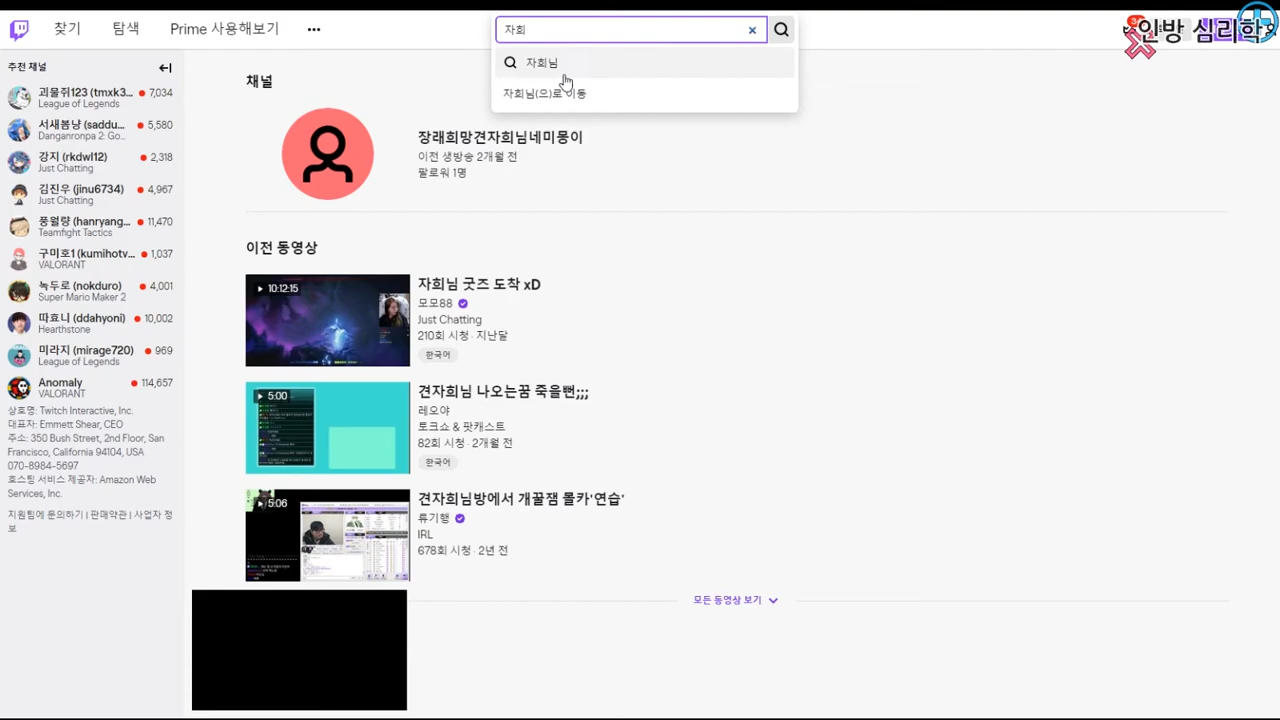 찾기
탐색
Prime 사용해보기
자희
인방 심리학
자희님
자희님(으)로 이동
추천 채널
괴물쥐123 (tmxk3...
7,034
League of Legends
서새봄냥 (saddu...
5,580
Danganronpa 2: Go...
강지 (rkdwl12)
2,318
Just Chatting
김진우 (jinu6734)
4,967
Just Chatting
풍월량 (hanryang...
11,470
Teamfight Tactics
구미호1 (kumihotv...
1,037
VALORANT
녹두로 (nokduro)
4,001
Super Mario Maker 2
따효니 (ddahyoni)
10,002
Hearthstone
미라지 (mirage720)
969
League of Legends
Anomaly
114,657
VALORANT
상호명: Twitch Interactive, Inc.
대표자: Emmett Shear, CEO
주소: 350 Bush Street, 2nd Floor, San
Francisco, California 94104, USA
070-8984-5697
호스팅 서비스 제공자: Amazon Web
Services, Inc.
지원팀에 문의하기 | 판매약관 | 사업자 정
보
채널
장래희망견자희님네미롱이
이전 생방송 2개월 전
팔로워 1명
이전 동영상
10:12:15
자희님 굿즈 도착 xD
모모88
Just Chatting
210회 시청 · 지난달
한국어
5:00
견자희님 나오는꿈 죽을뻔;;;
레오야
토크쇼 & 팟캐스트
82회 시청 · 2개월 전
한국어
5:06
견자희님방에서 개꿀잼 몰카'연습'
류기행
IRL
678회 시청 · 2년 전
모든 동영상 보기